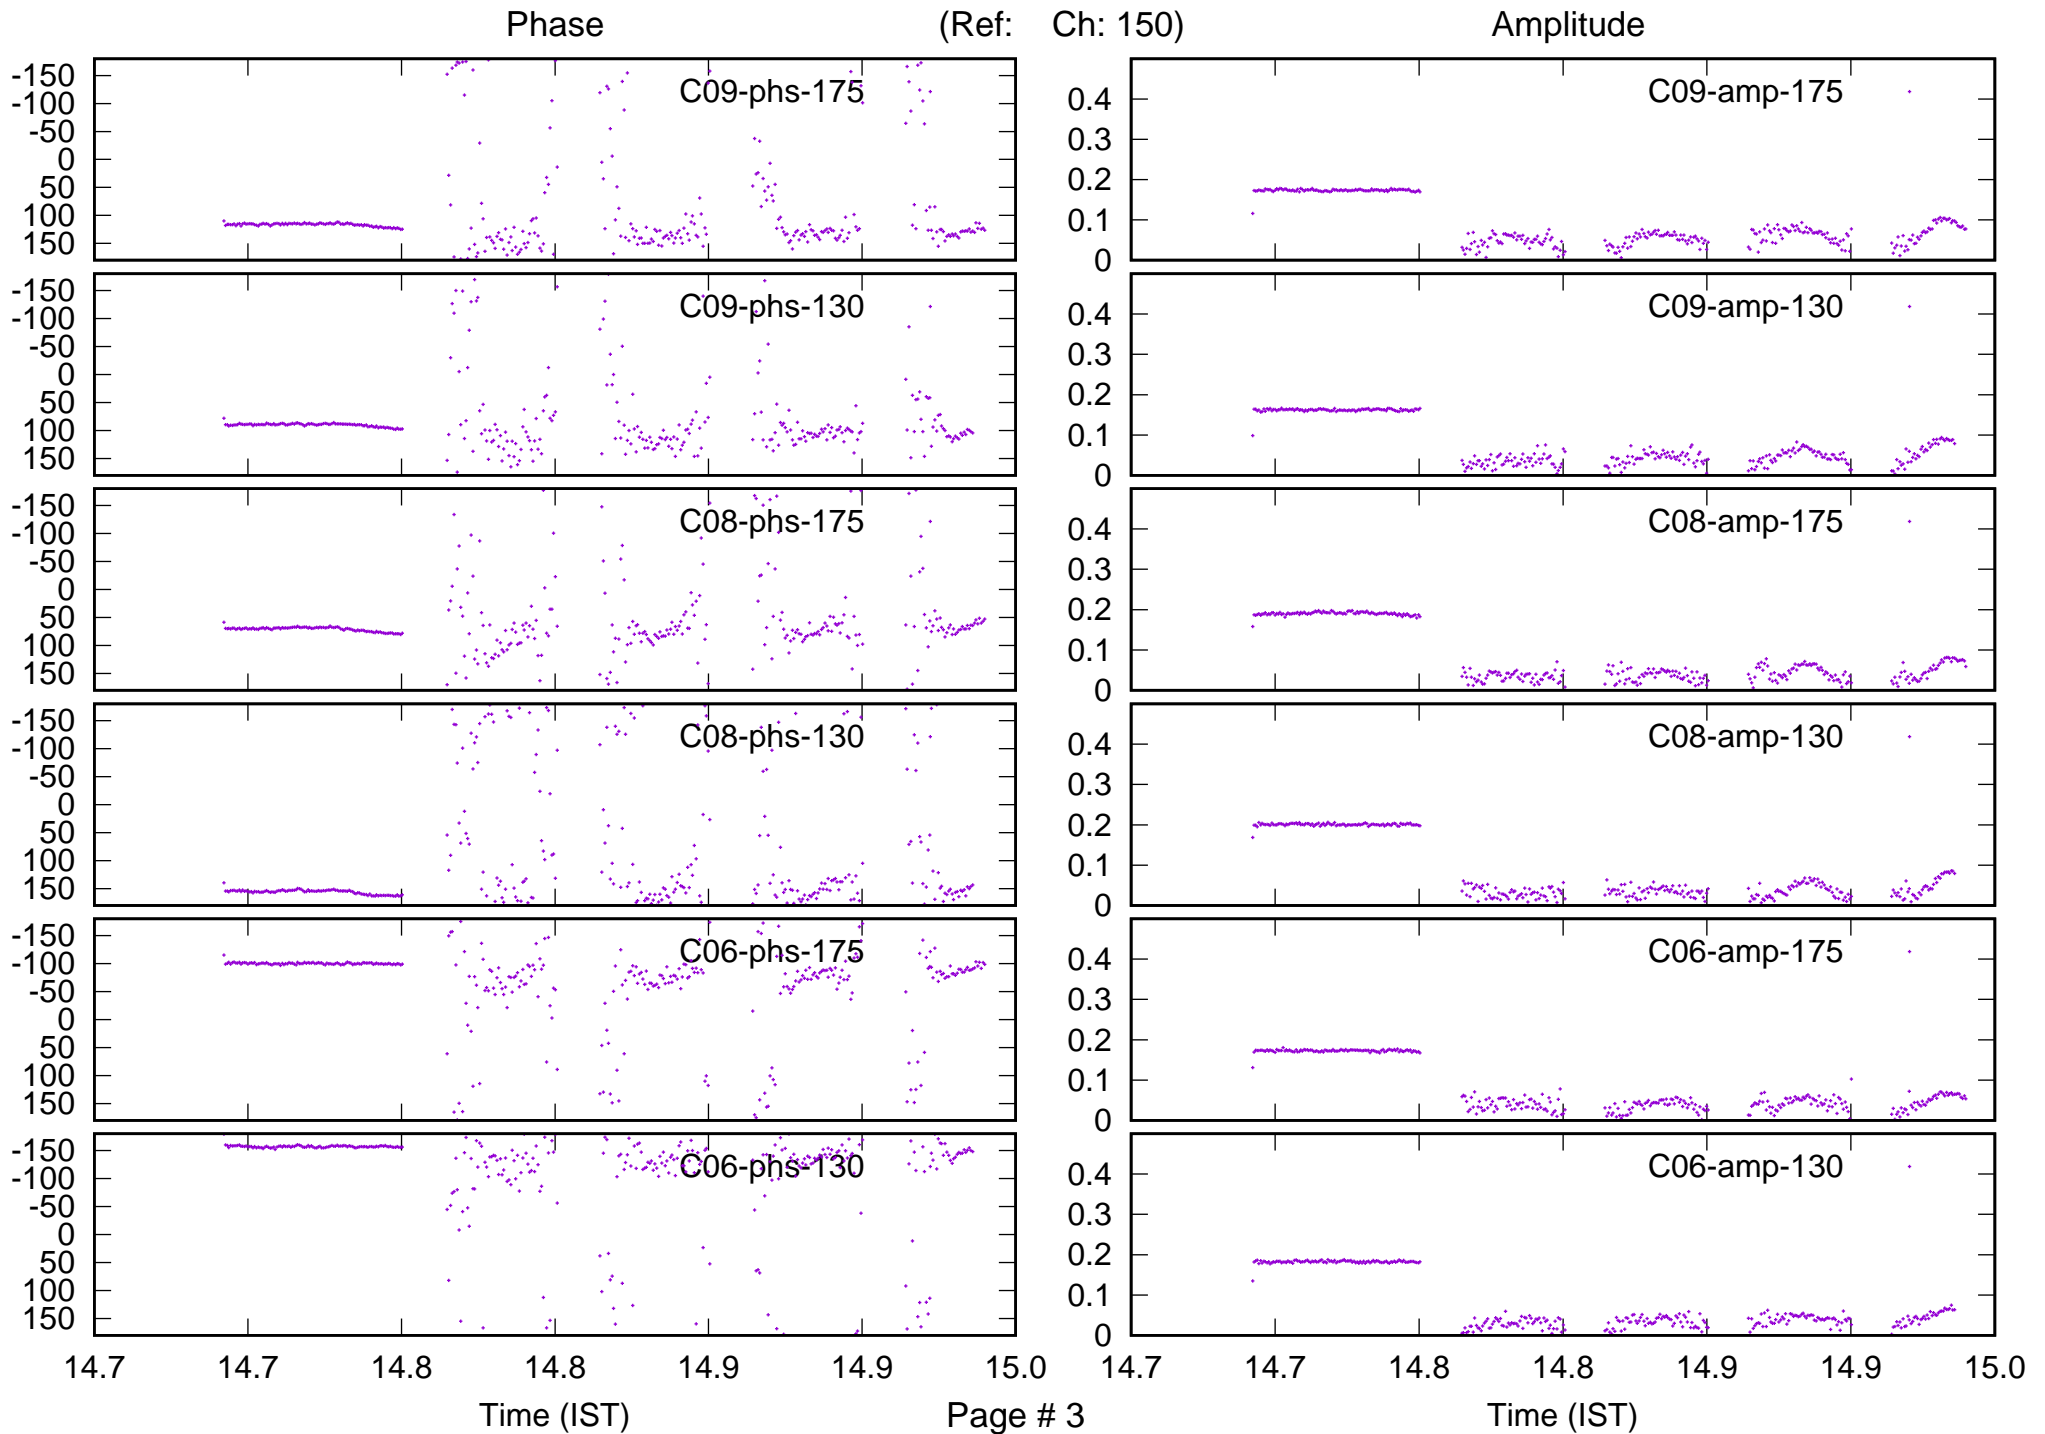 Phase (Ref: Ch: 150) Amplitude
-150 -100 -50 0 50 100 150 C09-phs-175 0.4 0.3 0.2 0.1 0 C09-amp-175
-150 -100 -50 0 50 100 150 C09-phs-130 0.4 0.3 0.2 0.1 0 C09-amp-130
-150 -100 -50 0 50 100 150 C08-phs-175 0.4 0.3 0.2 0.1 0 C08-amp-175
-150 -100 -50 0 50 100 150 C08-phs-130 0.4 0.3 0.2 0.1 0 C08-amp-130
-150 -100 -50 0 50 100 150 C06-phs-175 0.4 0.3 0.2 0.1 0 C06-amp-175
-150 -100 -50 0 50 100 150 C06-phs-130 0.4 0.3 0.2 0.1 0 C06-amp-130
14.7 14.7 14.8 14.8 14.9 14.9 15.0 14.7 14.7 14.8 14.8 14.9 14.9 15.0
Time (IST) Page # 3 Time (IST)